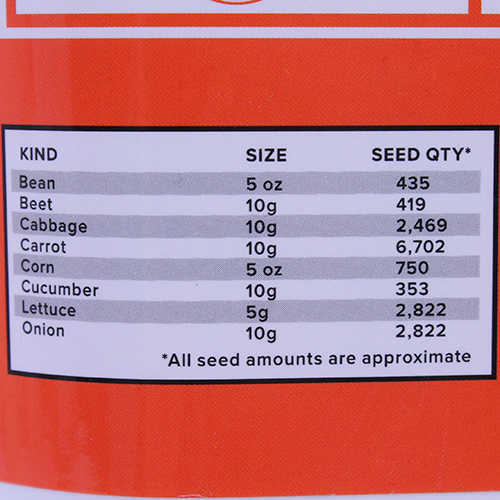 KIND SIZE SEED QTY*
Bean 5 oz 435
Beet 10g 419
Cabbage 10g 2,469
Carrot 10g 6,702
Corn 5 oz 750
Cucumber 10g 353
Lettuce 5g 2,822
Onion 10g 2,822
*All seed amounts are approximate